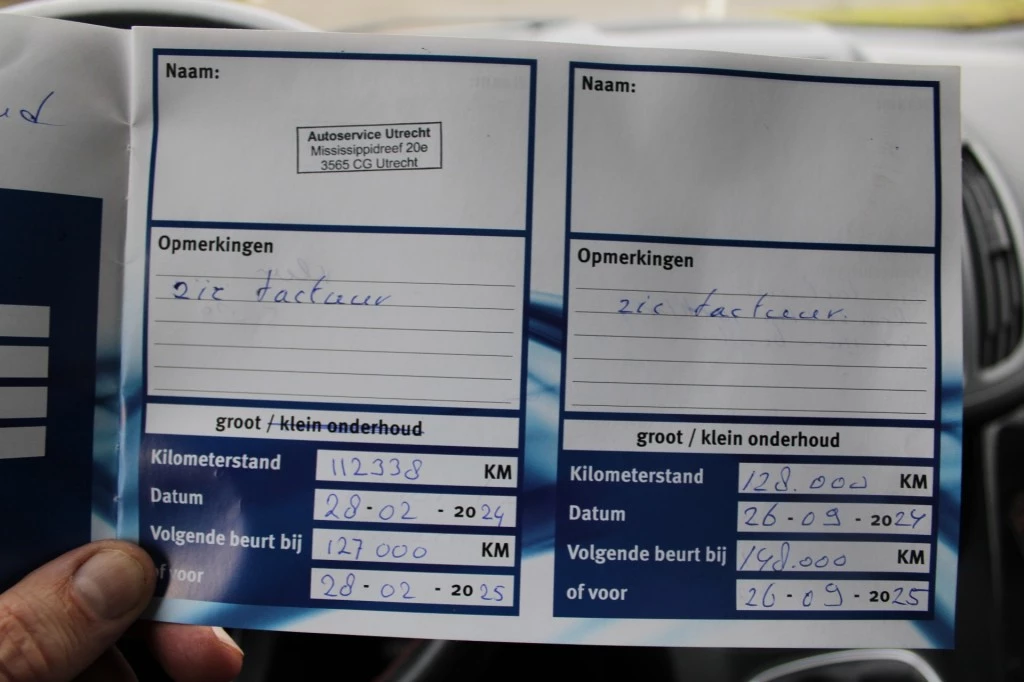 Naam:
Autoservice Utrecht
Mississippidreef 20e
3565 CG Utrecht
Opmerkingen
zie factuur
groot / klein onderhoud
Kilometerstand 112338 KM
Datum 28 - 02 - 2024
Volgende beurt bij 127 000 KM
of voor 28 - 02 - 2025
Naam:
Opmerkingen
zie factuur.
groot / klein onderhoud
Kilometerstand 128.000 KM
Datum 26 - 09 - 2024
Volgende beurt bij 148.000 KM
of voor 26 - 09 - 2025